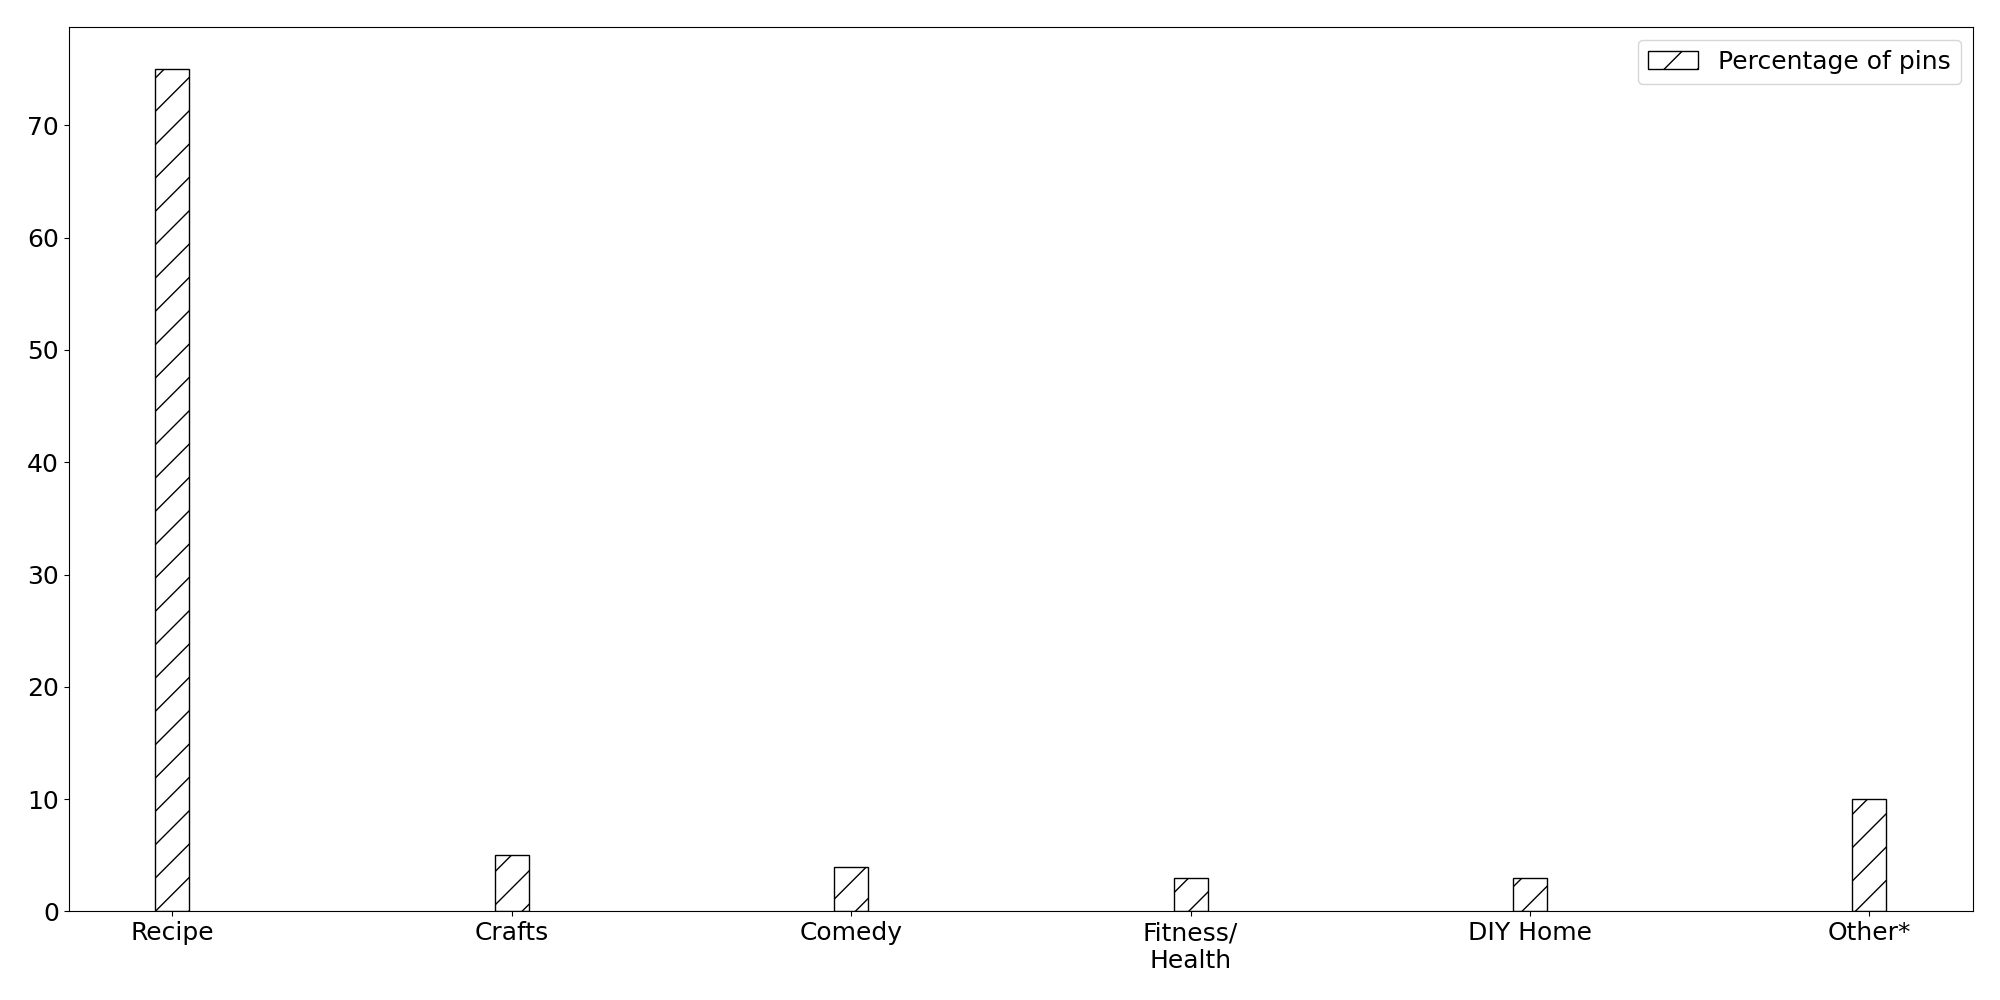 Percentage of pins
70
60
50
40
30
20
10
0
Recipe
Crafts
Comedy
Fitness/
Health
DIY Home
Other*